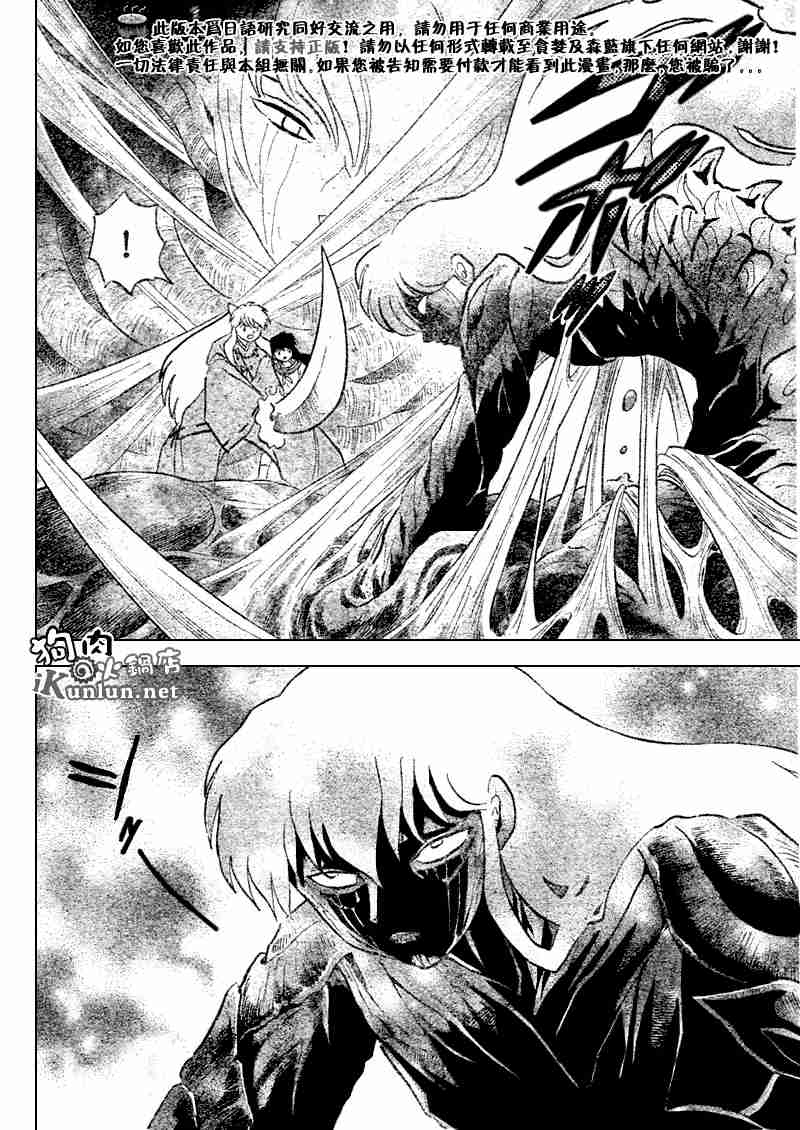 此版本爲日語研究同好交流之用，請勿用于任何商業用途。
如您喜歡此作品，請支持正版！請勿以任何形式轉載至貪婪及森藍旗下任何網站，謝謝！
一切法律責任與本組無關。如果您被告知需要付款才能看到此漫畫，那麼，您被騙了...
！
狗肉火鍋店
iKunlun.net